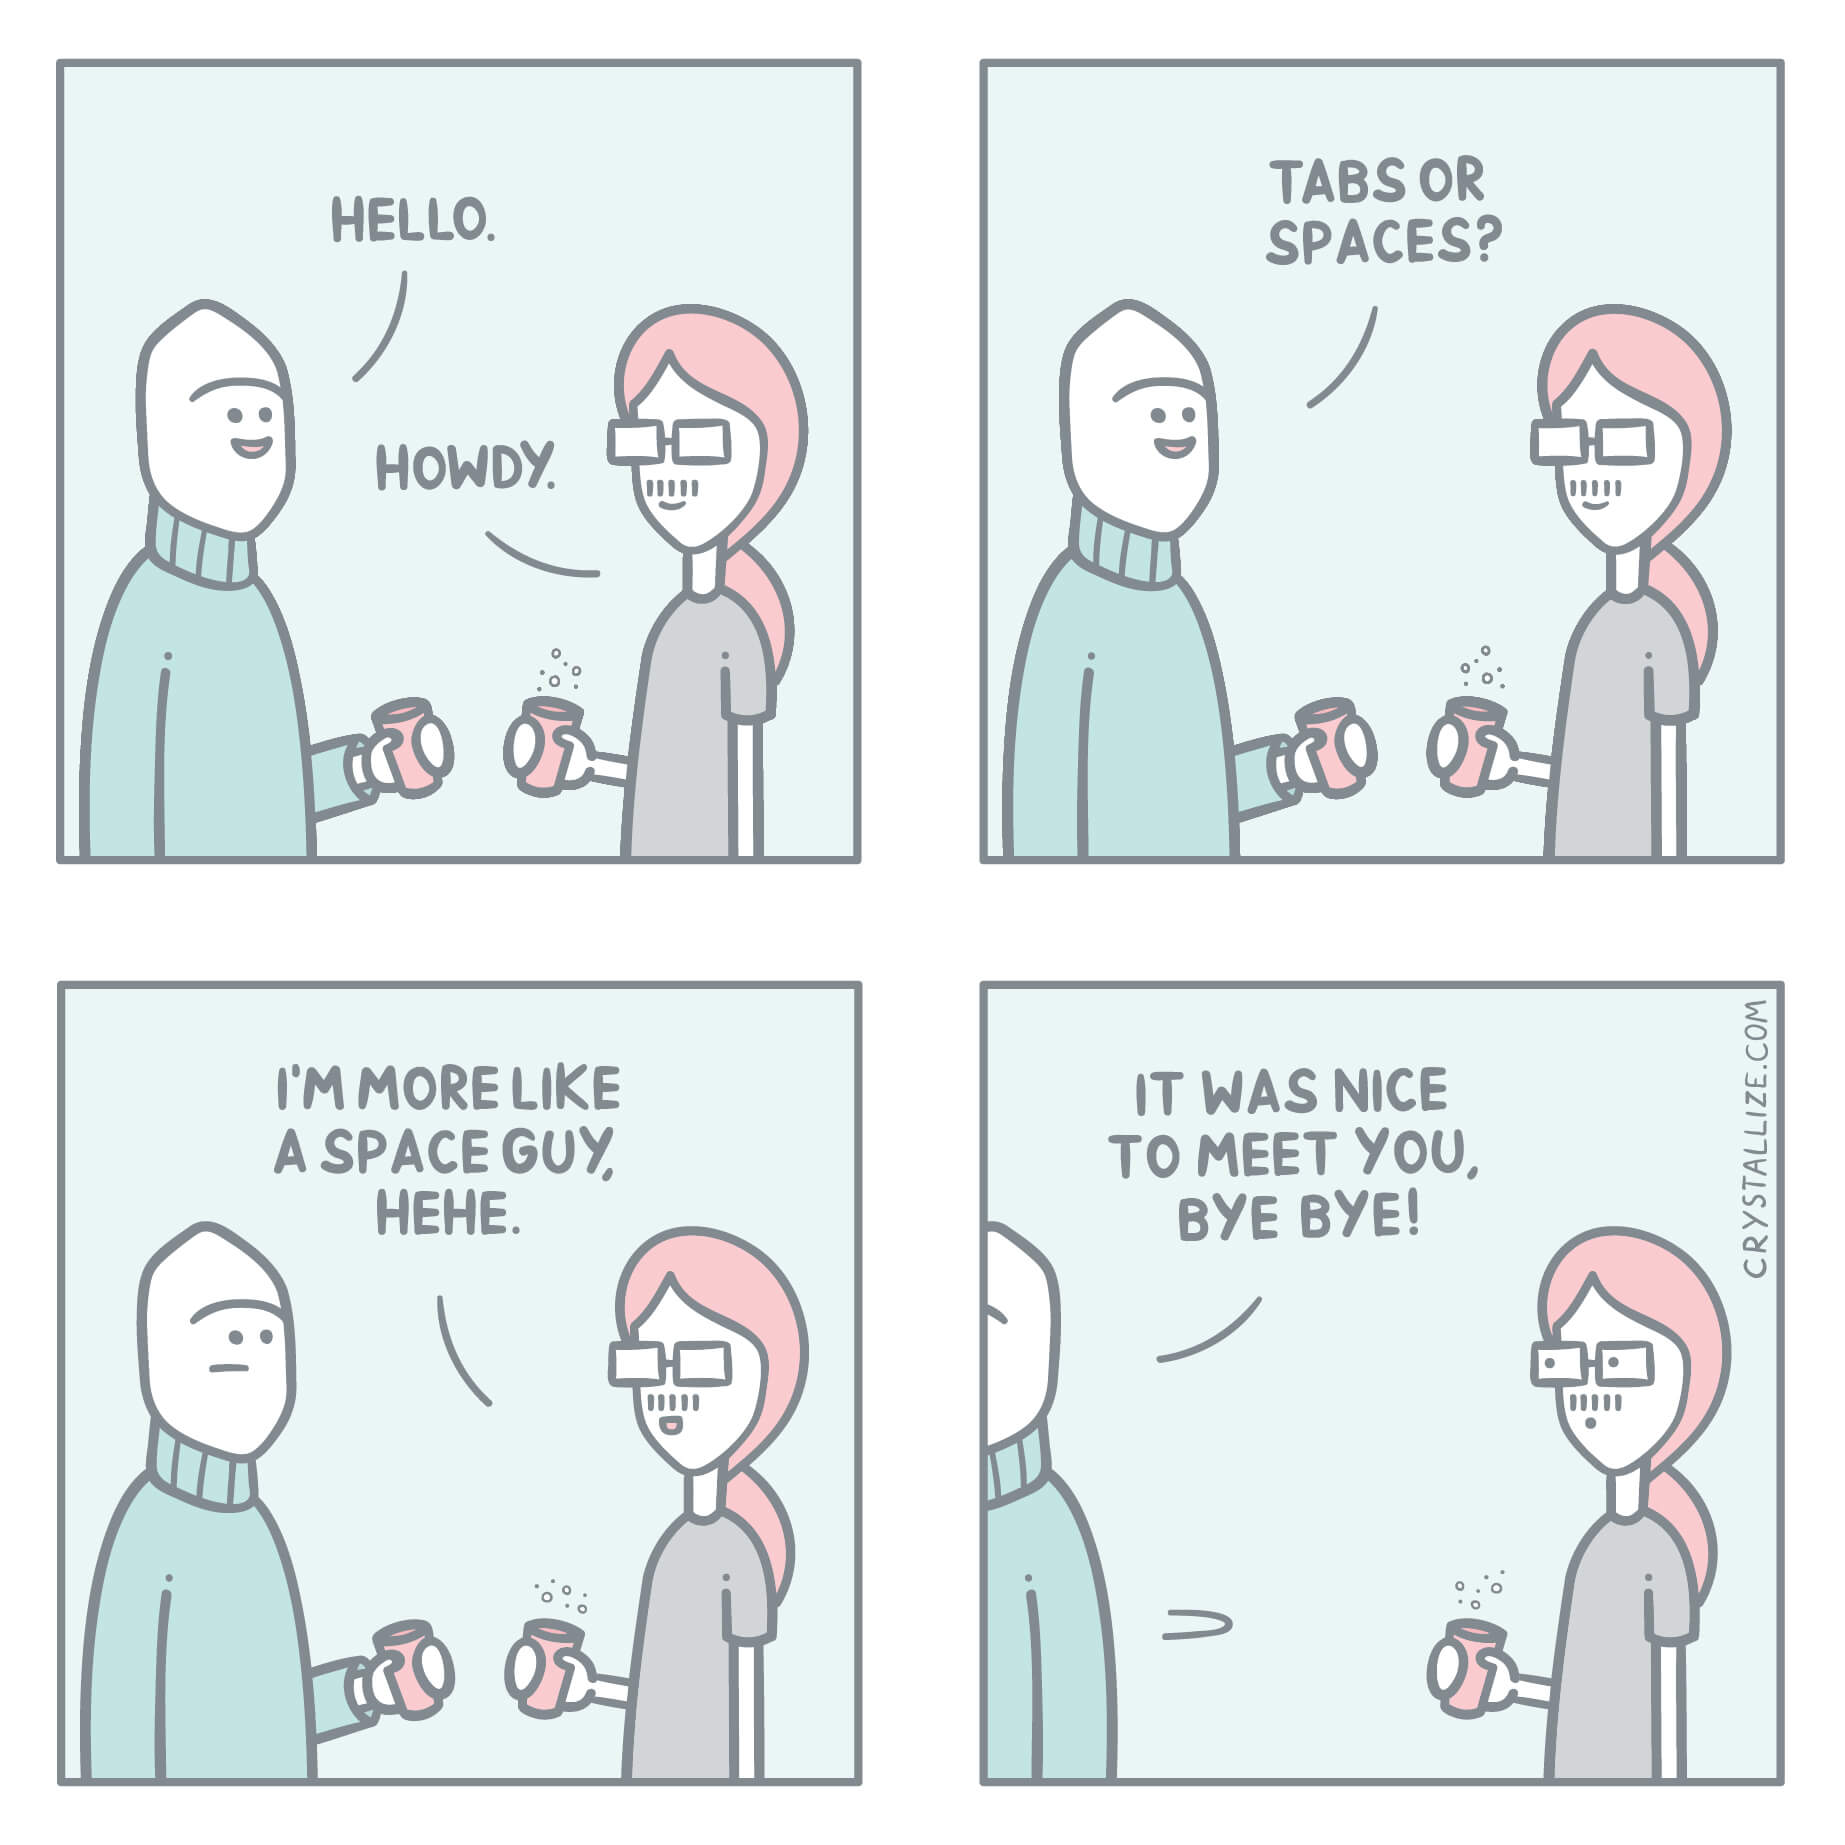 HELLO.
HOWDY.
TABS OR
SPACES?
I'M MORE LIKE
A SPACE GUY,
HEHE.
IT WAS NICE
TO MEET YOU,
BYE BYE!
CRYSTALLIZE.COM